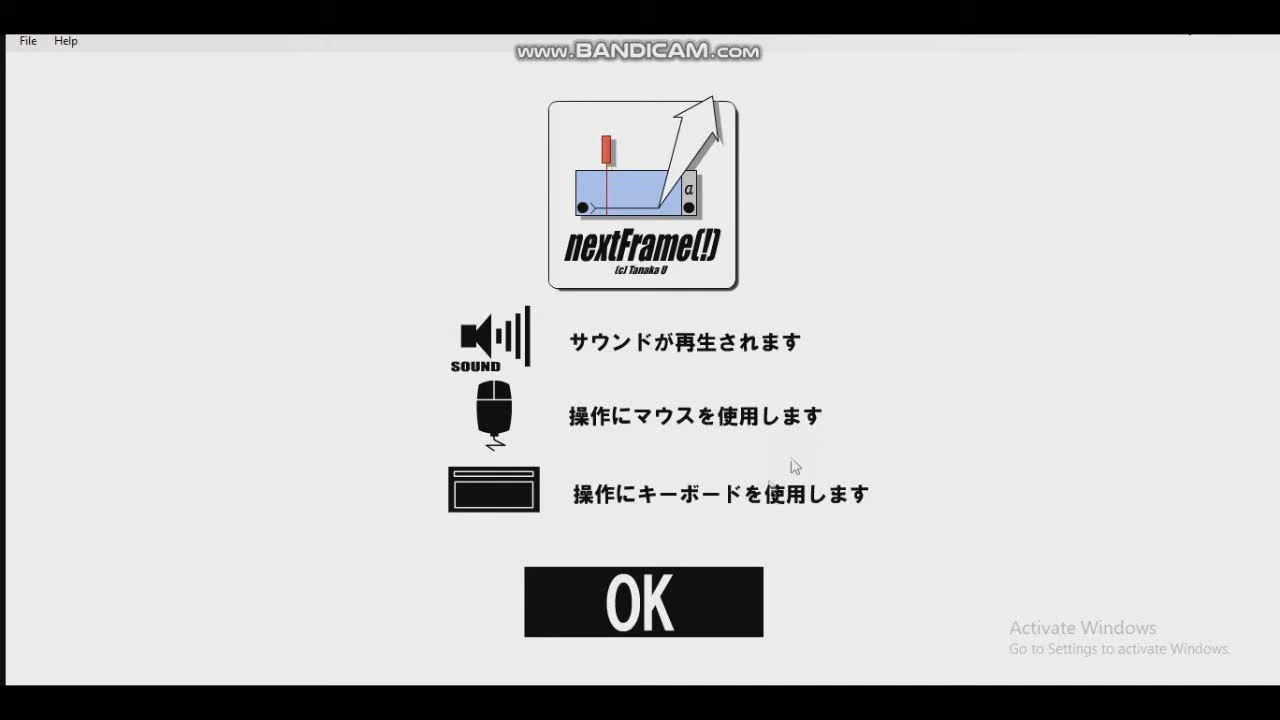 File Help
www.BANDICAM.com
a
nextFrame(!)
(c) Tanaka U
サウンドが再生されます
SOUND
操作にマウスを使用します
操作にキーボードを使用します
OK
Activate Windows
Go to Settings to activate Windows.